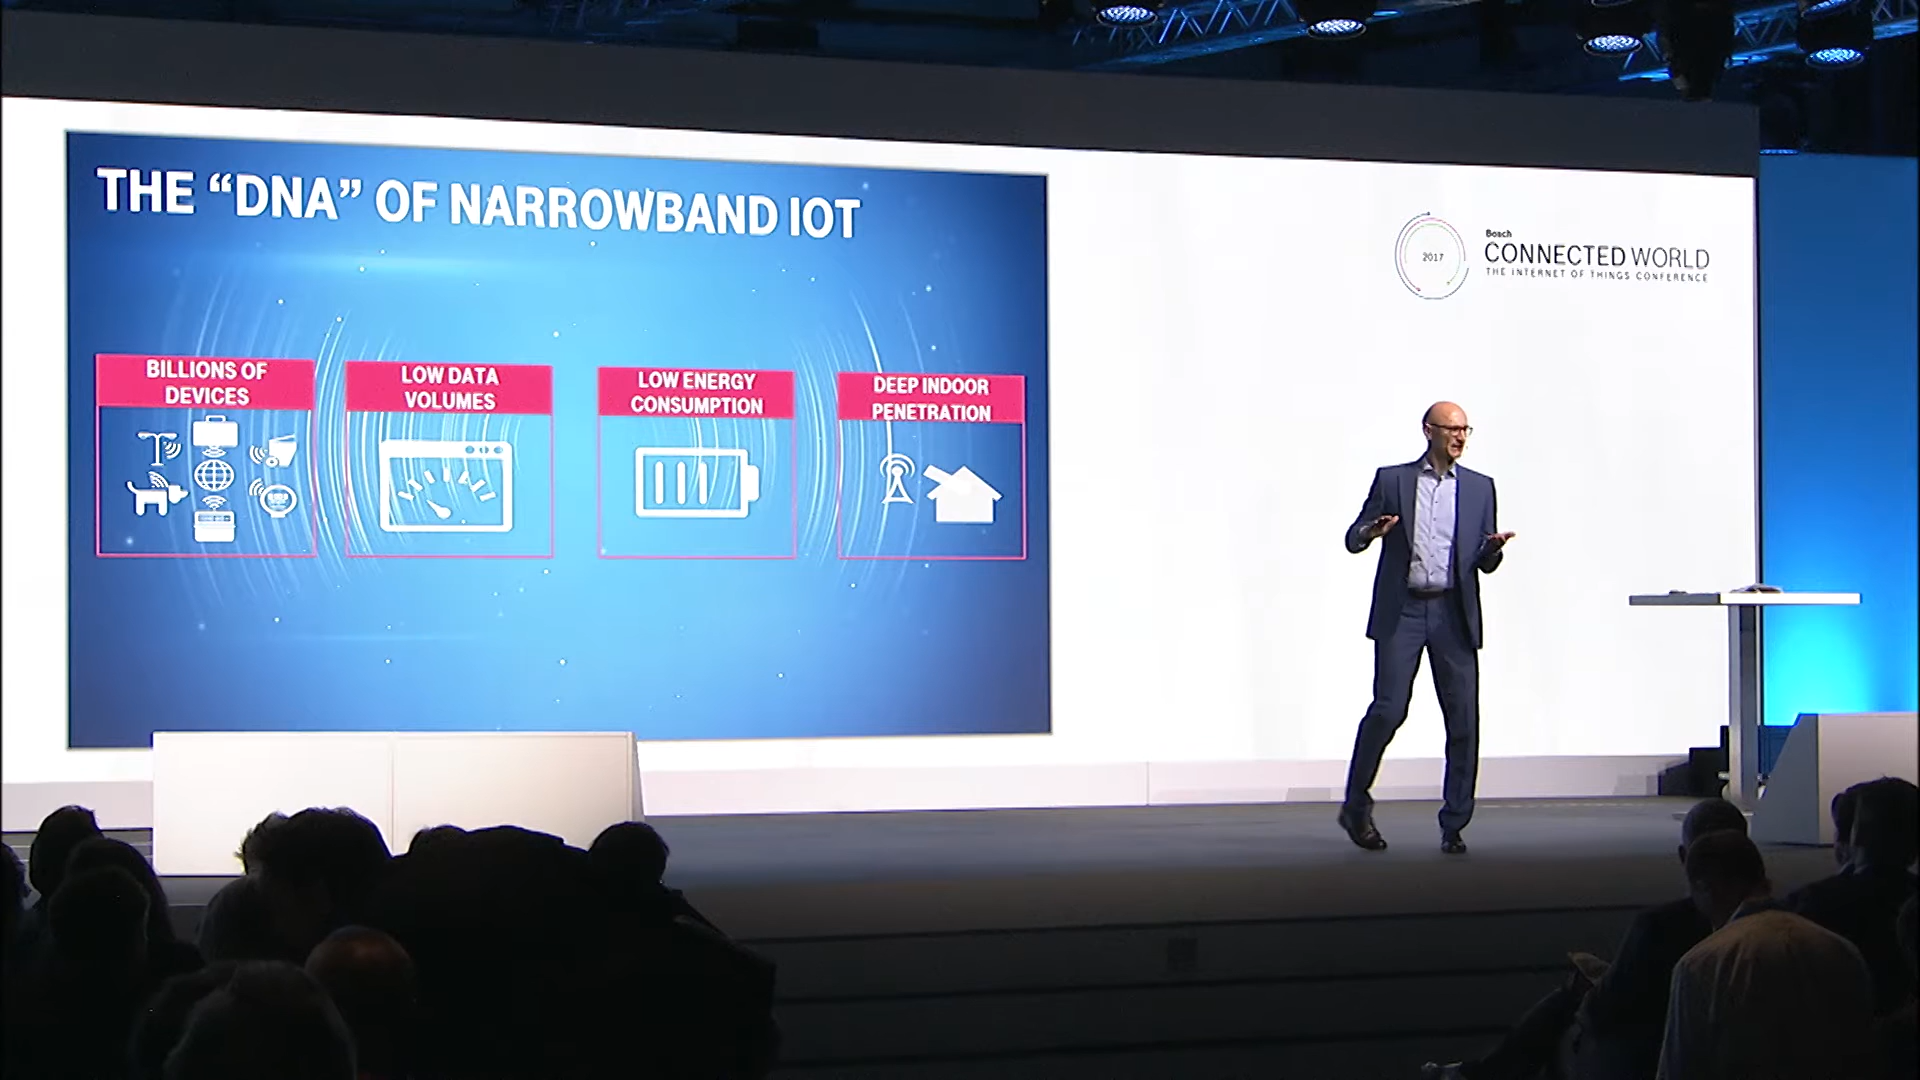 THE “DNA” OF NARROWBAND IOT
BILLIONS OF
DEVICES
LOW DATA
VOLUMES
LOW ENERGY
CONSUMPTION
DEEP INDOOR
PENETRATION
2017
Bosch
CONNECTED WORLD
THE INTERNET OF THINGS CONFERENCE